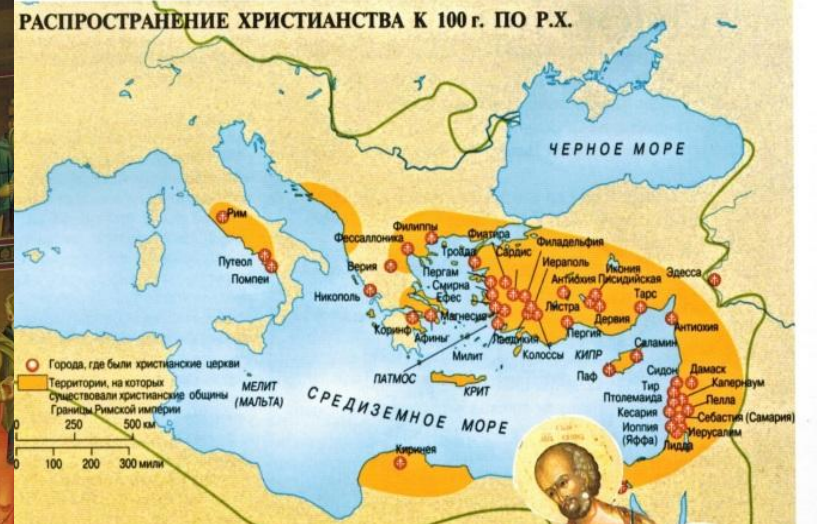 РАСПРОСТРАНЕНИЕ ХРИСТИАНСТВА К 100 г. ПО Р.Х.
ЧЕРНОЕ МОРЕ
Рим
Путеол
Помпеи
Филиппы
Фессаллоника
Верия
Никополь
Коринф
Афины
Фиатира
Троада
Сардис
Филадельфия
Иераполь
Пергам
Смирна
Ефес
Магнесия
Милит
Лаодикия
Колоссы
Антиохия Писидийская
Икония
Листра
Дервия
Пергия
Тарс
Эдесса
Антиохия
Саламин
КИПР
Паф
ПАТМОС
КРИТ
МЕЛИТ
(МАЛЬТА)
СРЕДИЗЕМНОЕ МОРЕ
Киринея
Сидон
Дамаск
Тир
Капернаум
Птолемаида
Пелла
Кесария
Себастия (Самария)
Иоппия
(Яффа)
Иерусалим
Лидда
Города, где были христианские церкви
Территории, на которых
существовали христианские общины
Границы Римской империи
0 250 500 км
0 100 200 300 мили